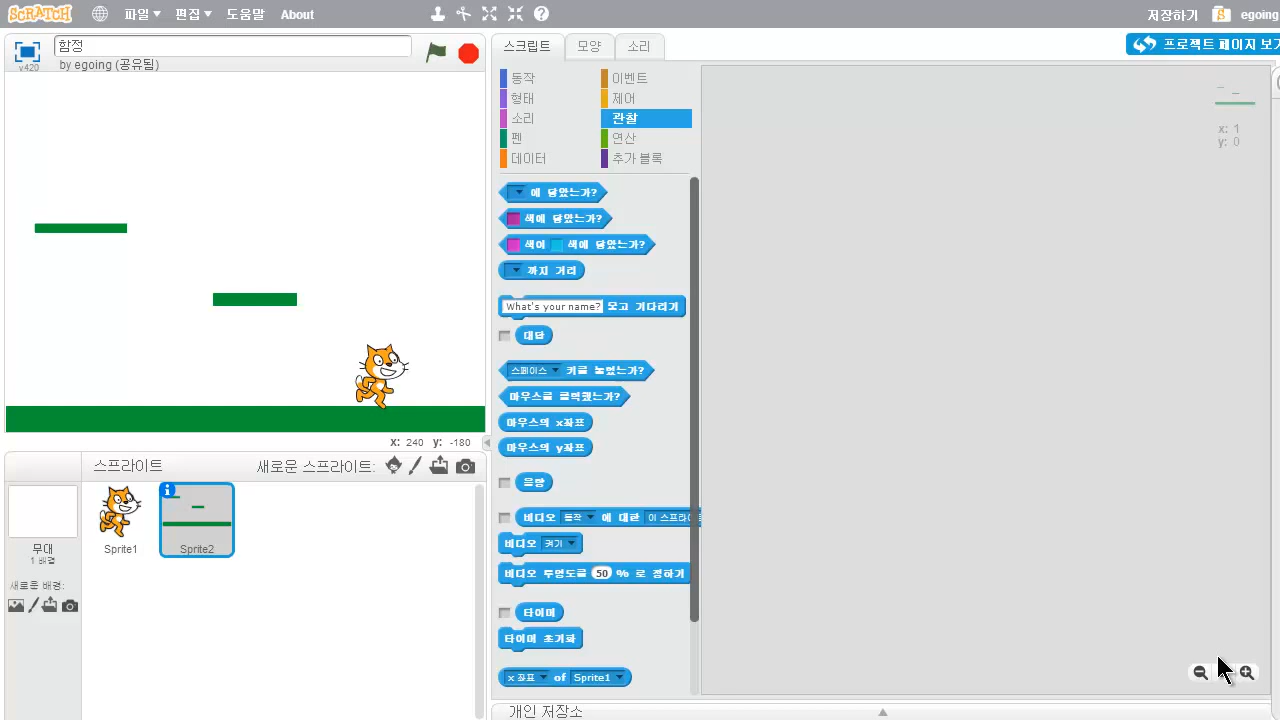 SCRATCH 파일 편집 도움말 About 저장하기 egoing
v420 함정
by egoing (공유됨)
스크립트 모양 소리 프로젝트 페이지 보기
동작 이벤트
형태 제어
소리 관찰
펜 연산
데이터 추가 블록
에 닿았는가?
색에 닿았는가?
색이 색에 닿았는가?
까지 거리
What's your name? 묻고 기다리기
대답
스페이스 키를 눌렀는가?
마우스를 클릭했는가?
마우스의 x좌표
마우스의 y좌표
음량
비디오 동작 에 대한 이 스프라이
비디오 켜기
비디오 투명도를 50 % 로 정하기
타이머
타이머 초기화
x 좌표 of Sprite1
x: 1
y: 0
x: 240 y: -180
스프라이트 새로운 스프라이트:
무대
1 배경
새로운 배경:
Sprite1
Sprite2
개인 저장소